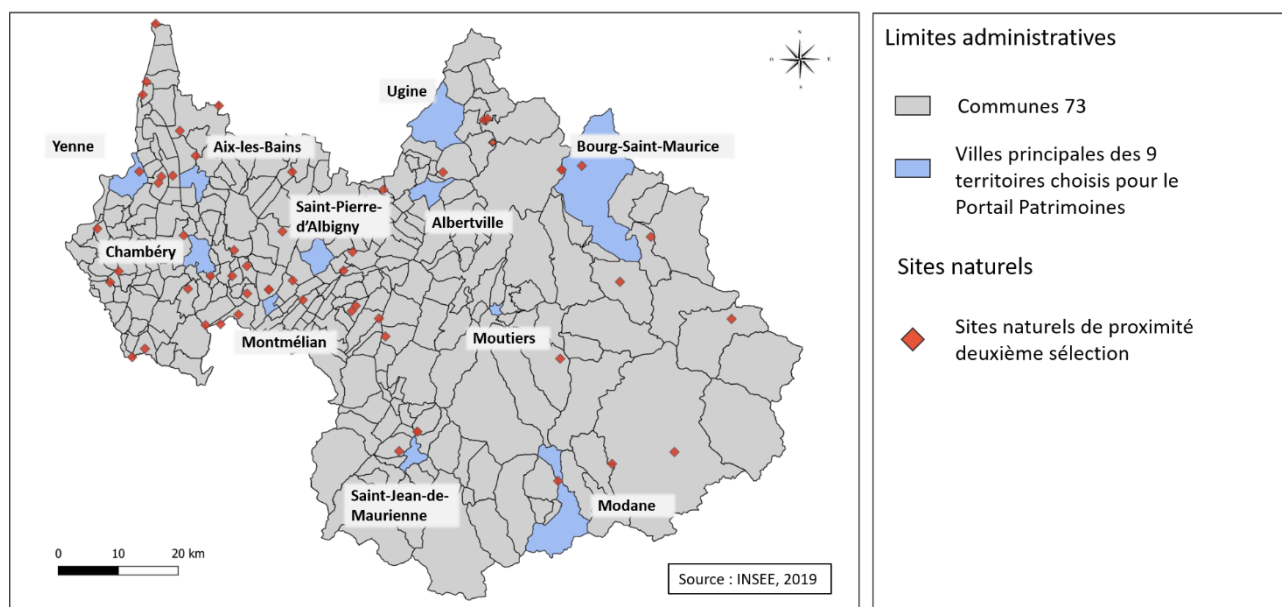 Ugine
Yenne
Aix-les-Bains
Bourg-Saint-Maurice
Saint-Pierre-
d'Albigny
Albertville
Chambéry
Montmélian
Moutiers
Saint-Jean-de-
Maurienne
Modane
0 10 20 km
Source : INSEE, 2019
N
O
E
S
Limites administratives
Communes 73
Villes principales des 9
territoires choisis pour le
Portail Patrimoines
Sites naturels
Sites naturels de proximité
deuxième sélection